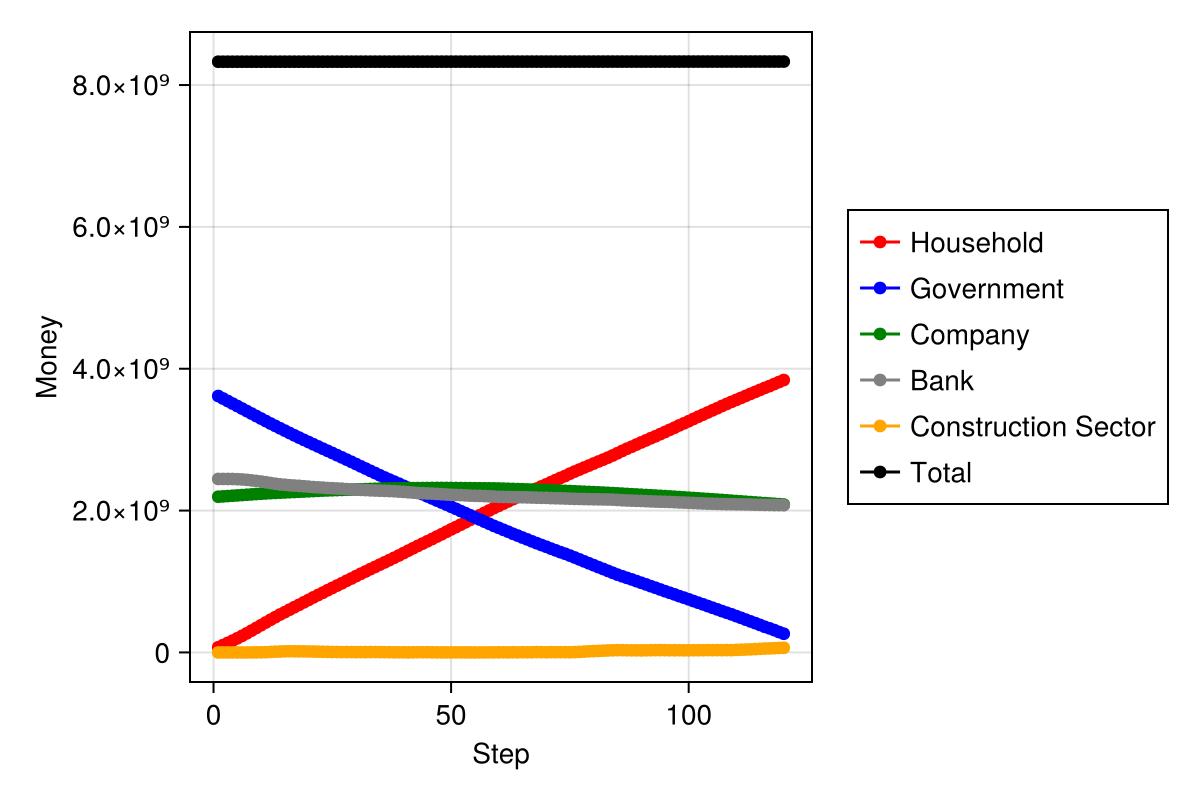 8.0×10⁹
6.0×10⁹
4.0×10⁹
2.0×10⁹
0
Money
0 50 100
Step
Household
Government
Company
Bank
Construction Sector
Total